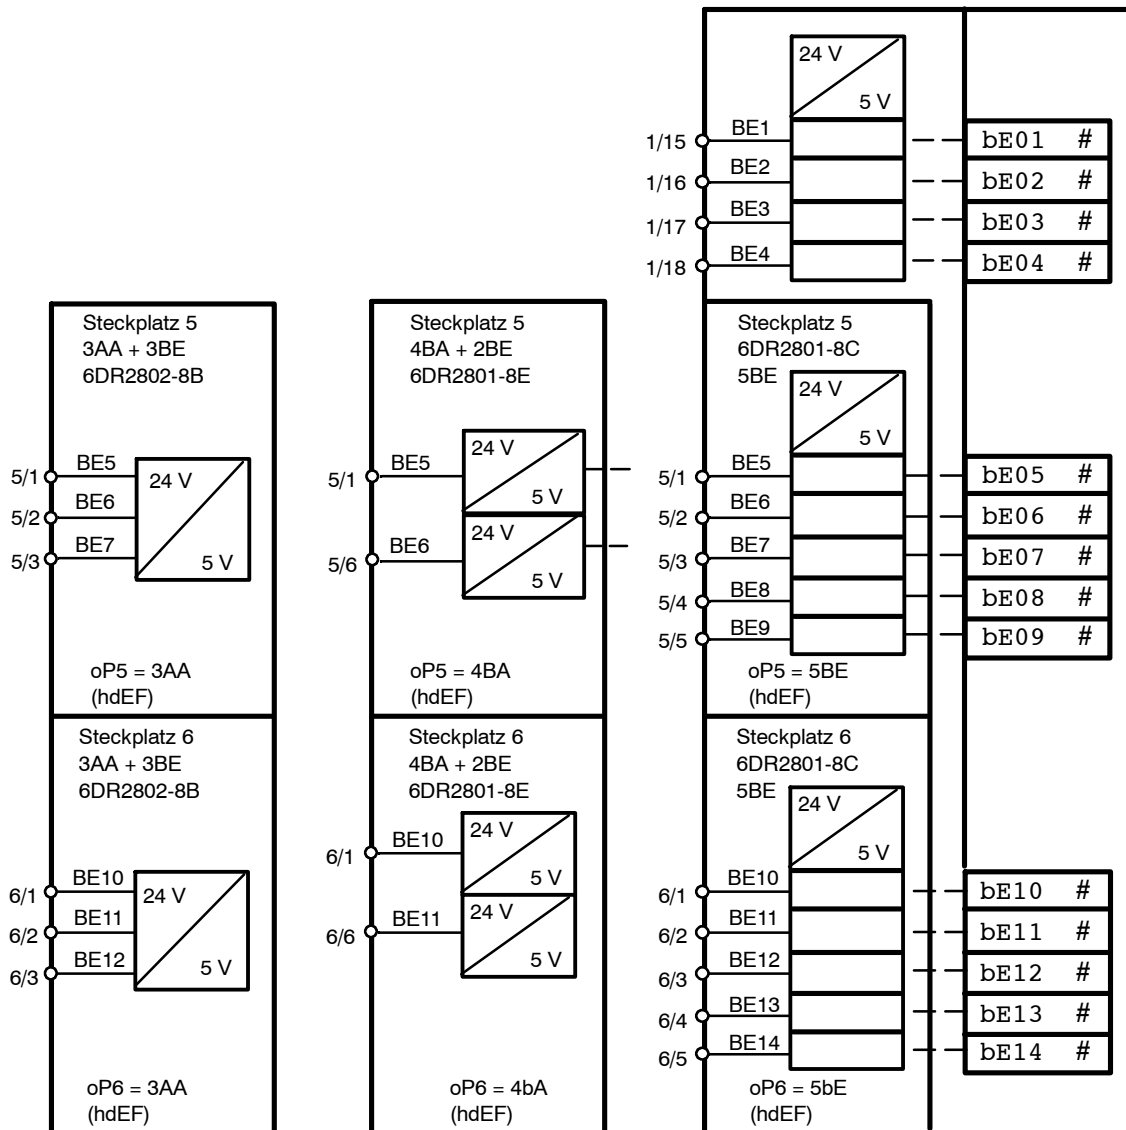 24 V
5 V
1/15 BE1 bE01 #
1/16 BE2 bE02 #
1/17 BE3 bE03 #
1/18 BE4 bE04 #
Steckplatz 5
3AA + 3BE
6DR2802-8B
24 V
5 V
5/1 BE5
5/2 BE6
5/3 BE7
oP5 = 3AA
(hdEF)
Steckplatz 5
4BA + 2BE
6DR2801-8E
24 V
5 V
24 V
5 V
5/1 BE5
5/6 BE6
oP5 = 4BA
(hdEF)
Steckplatz 5
6DR2801-8C
5BE
24 V
5 V
5/1 BE5 bE05 #
5/2 BE6 bE06 #
5/3 BE7 bE07 #
5/4 BE8 bE08 #
5/5 BE9 bE09 #
oP5 = 5BE
(hdEF)
Steckplatz 6
3AA + 3BE
6DR2802-8B
24 V
5 V
6/1 BE10
6/2 BE11
6/3 BE12
oP6 = 3AA
(hdEF)
Steckplatz 6
4BA + 2BE
6DR2801-8E
24 V
5 V
24 V
5 V
6/1 BE10
6/6 BE11
oP6 = 4bA
(hdEF)
Steckplatz 6
6DR2801-8C
5BE
24 V
5 V
6/1 BE10 bE10 #
6/2 BE11 bE11 #
6/3 BE12 bE12 #
6/4 BE13 bE13 #
6/5 BE14 bE14 #
oP6 = 5bE
(hdEF)